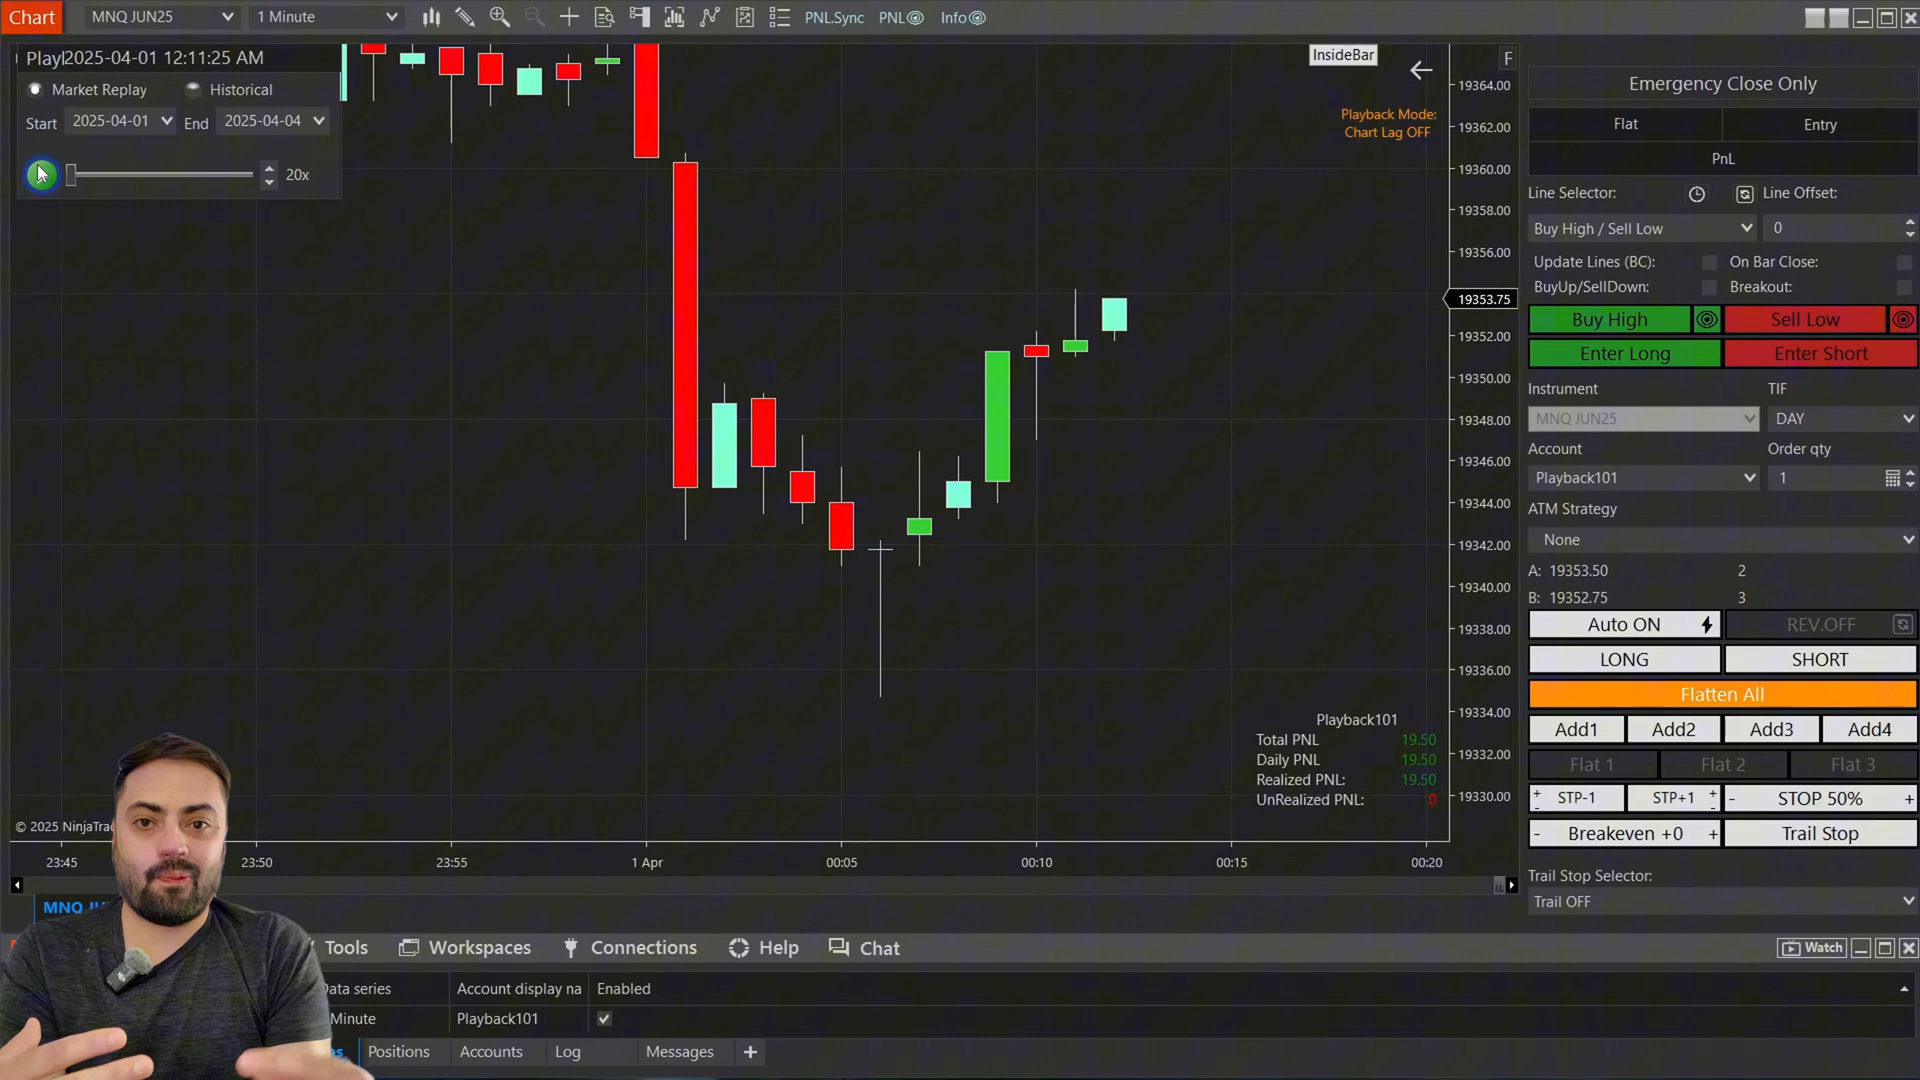 Chart
MNQ JUN25
1 Minute
PNL.Sync
PNL
Info
Playl2025-04-01 12:11:25 AM
Market Replay
Historical
Start
2025-04-01
End
2025-04-04
20x
InsideBar
F
Playback Mode:
Chart Lag OFF
19364.00
19362.00
19360.00
19358.00
19356.00
19353.75
19352.00
19350.00
19348.00
19346.00
19344.00
19342.00
19340.00
19338.00
19336.00
19334.00
19332.00
19330.00
Playback101
Total PNL 19.50
Daily PNL 19.50
Realized PNL: 19.50
UnRealized PNL: 0
© 2025 NinjaTra
23:45
23:50
23:55
1 Apr
00:05
00:10
00:15
00:20
Emergency Close Only
Flat
Entry
PnL
Line Selector:
Line Offset:
Buy High / Sell Low
0
Update Lines (BC):
On Bar Close:
BuyUp/SellDown:
Breakout:
Buy High
Sell Low
Enter Long
Enter Short
Instrument
TIF
MNQ JUN25
DAY
Account
Order qty
Playback101
1
ATM Strategy
None
A: 19353.50 2
B: 19352.75 3
Auto ON
REV.OFF
LONG
SHORT
Flatten All
Add1
Add2
Add3
Add4
Flat 1
Flat 2
Flat 3
+ - STP-1
STP+1 + -
- STOP 50% +
- Breakeven +0 +
Trail Stop
Trail Stop Selector:
Trail OFF
MNQ
Tools
Workspaces
Connections
Help
Chat
Watch
Data series
Account display na
Enabled
Minute
Playback101
Positions
Accounts
Log
Messages
+